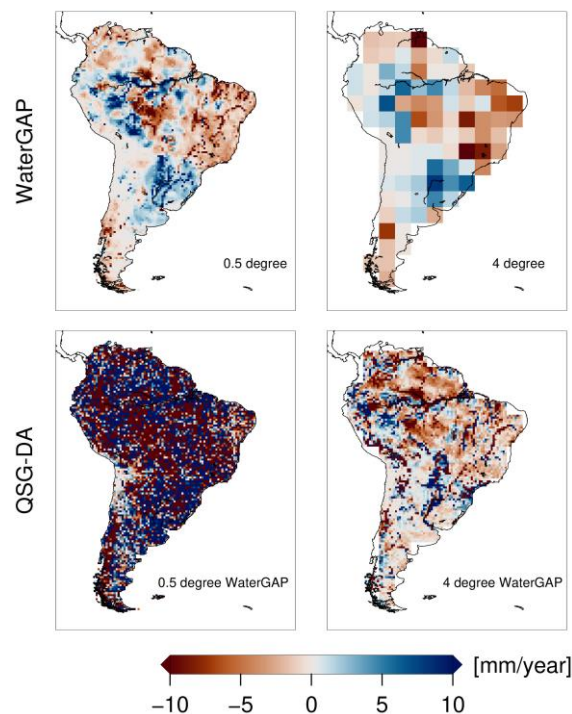 WaterGAP
0.5 degree
4 degree
QSG-DA
0.5 degree WaterGAP
4 degree WaterGAP
[mm/year]
−10 −5 0 5 10